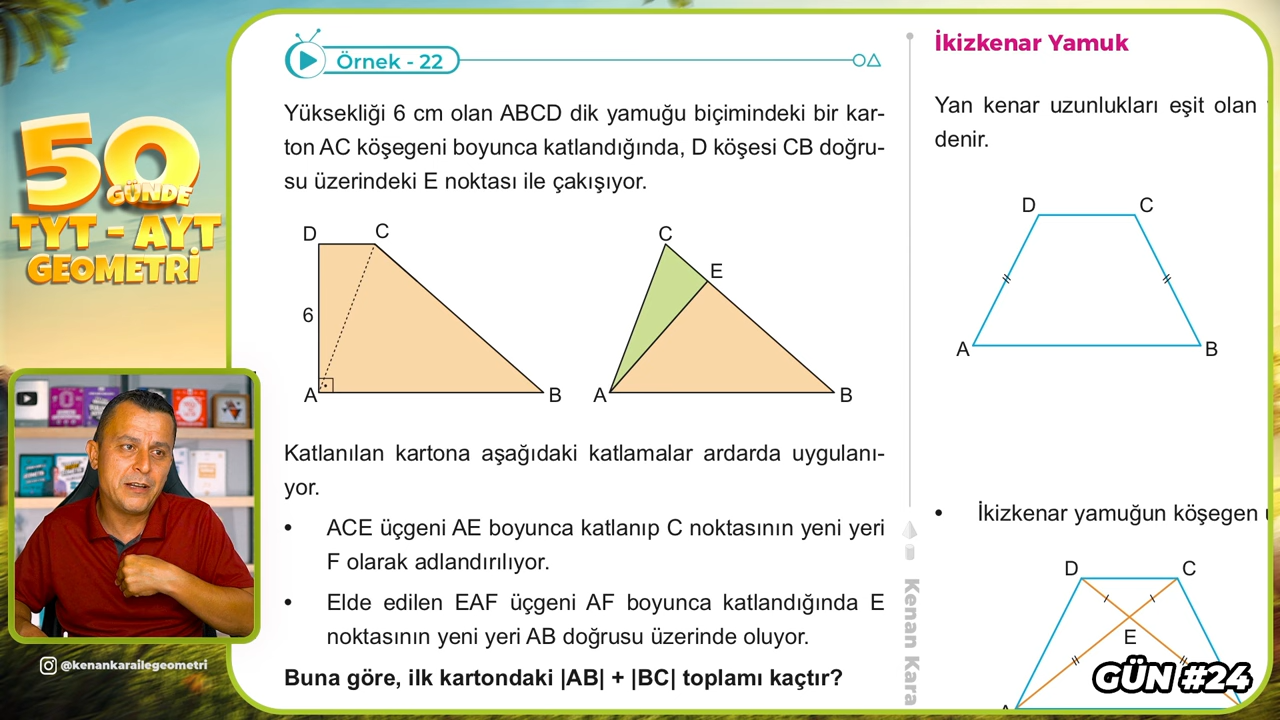 50
GÜNDE
TYT - AYT
GEOMETRİ
@kenankarailegeometri
Örnek - 22
Yüksekliği 6 cm olan ABCD dik yamuğu biçimindeki bir kar-
ton AC köşegeni boyunca katlandığında, D köşesi CB doğru-
su üzerindeki E noktası ile çakışıyor.
D
C
6
A
B
C
E
A
B
Katlanılan kartona aşağıdaki katlamalar ardarda uygulanı-
yor.
• ACE üçgeni AE boyunca katlanıp C noktasının yeni yeri
F olarak adlandırılıyor.
• Elde edilen EAF üçgeni AF boyunca katlandığında E
noktasının yeni yeri AB doğrusu üzerinde oluyor.
Buna göre, ilk kartondaki |AB| + |BC| toplamı kaçtır?
Kenan Kara
İkizkenar Yamuk
Yan kenar uzunlukları eşit olan
denir.
D
C
A
B
• İkizkenar yamuğun köşegen
D
C
E
GÜN #24